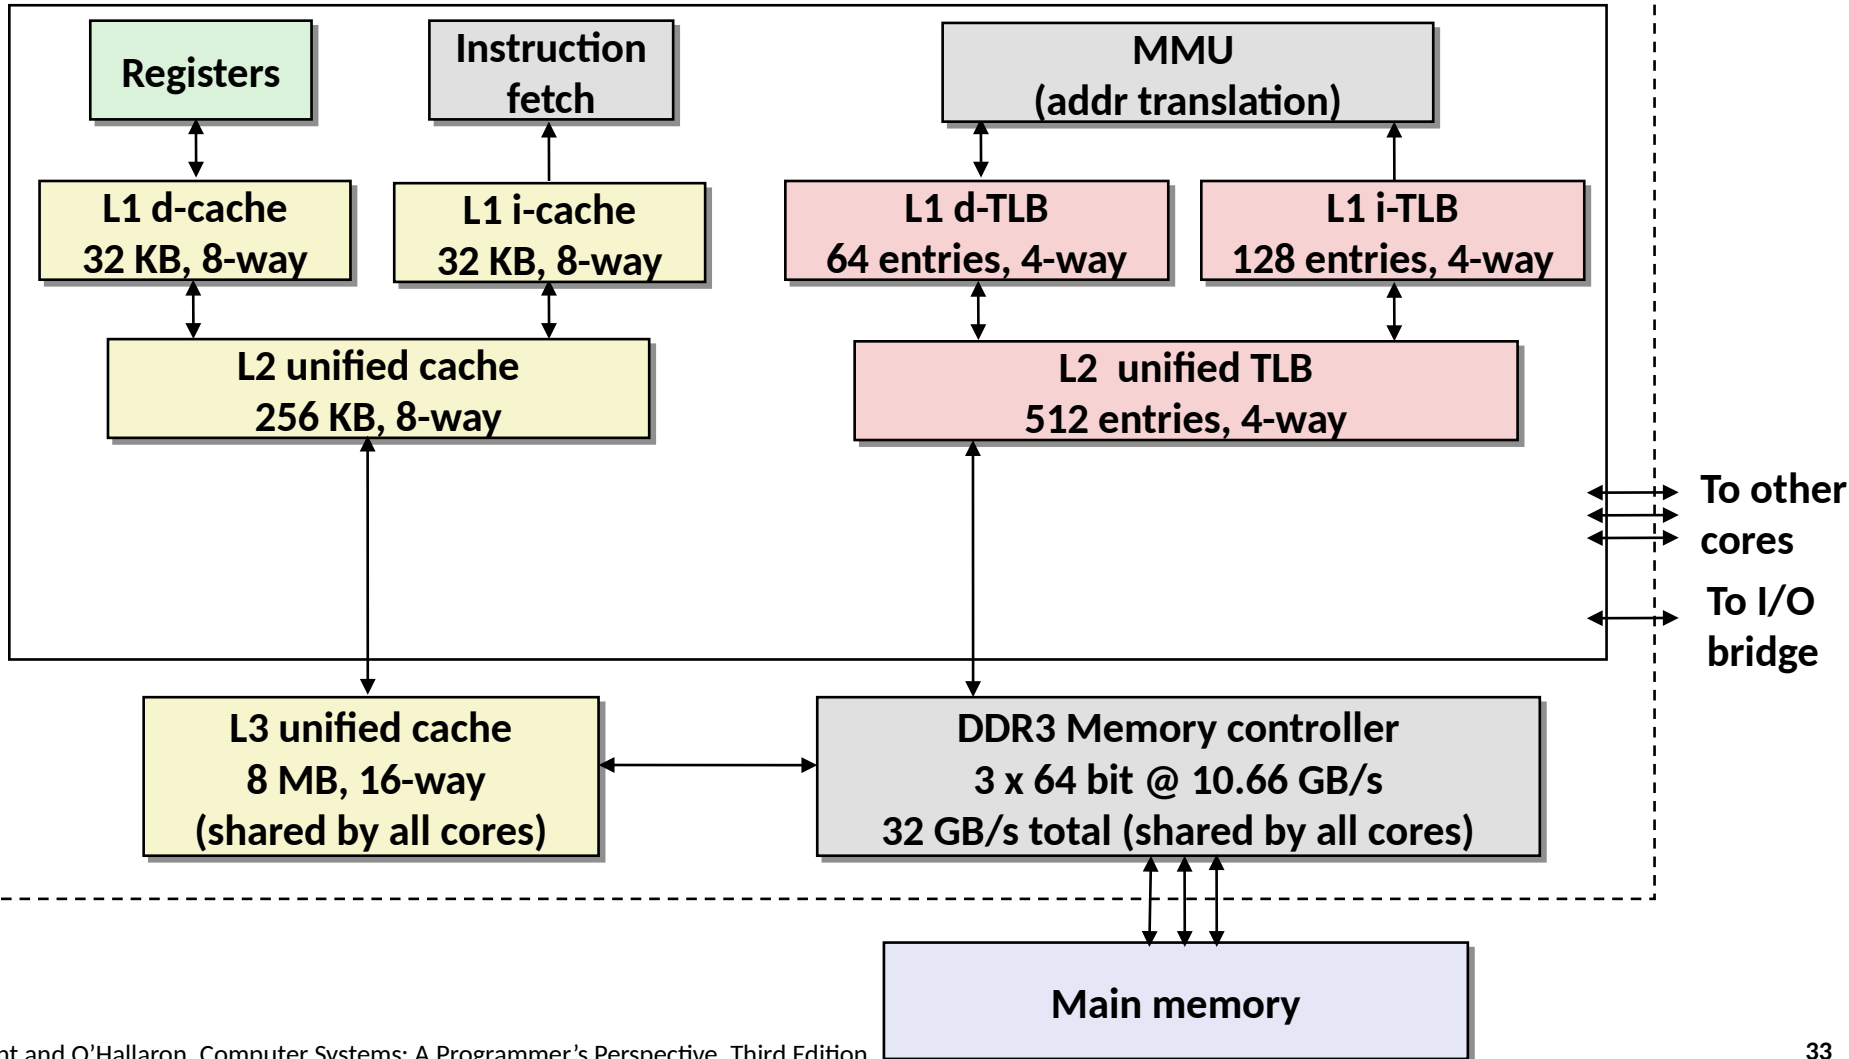 Registers
Instruction
fetch
MMU
(addr translation)
L1 d-cache
32 KB, 8-way
L1 i-cache
32 KB, 8-way
L1 d-TLB
64 entries, 4-way
L1 i-TLB
128 entries, 4-way
L2 unified cache
256 KB, 8-way
L2  unified TLB
512 entries, 4-way
To other
cores
To I/O
bridge
L3 unified cache
8 MB, 16-way
(shared by all cores)
DDR3 Memory controller
3 x 64 bit @ 10.66 GB/s
32 GB/s total (shared by all cores)
Main memory
and O’Hallaron, Computer Systems: A Programmer’s Perspective, Third Edition
33